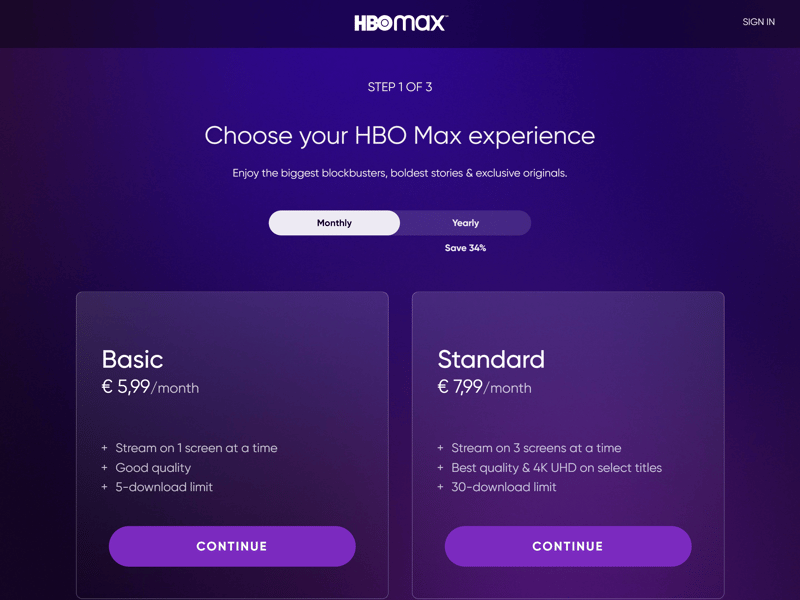 HBOmax
SIGN IN
STEP 1 OF 3
Choose your HBO Max experience
Enjoy the biggest blockbusters, boldest stories & exclusive originals.
Monthly
Yearly
Save 34%
Basic
€ 5,99/month
+ Stream on 1 screen at a time
+ Good quality
+ 5-download limit
CONTINUE
Standard
€ 7,99/month
+ Stream on 3 screens at a time
+ Best quality & 4K UHD on select titles
+ 30-download limit
CONTINUE